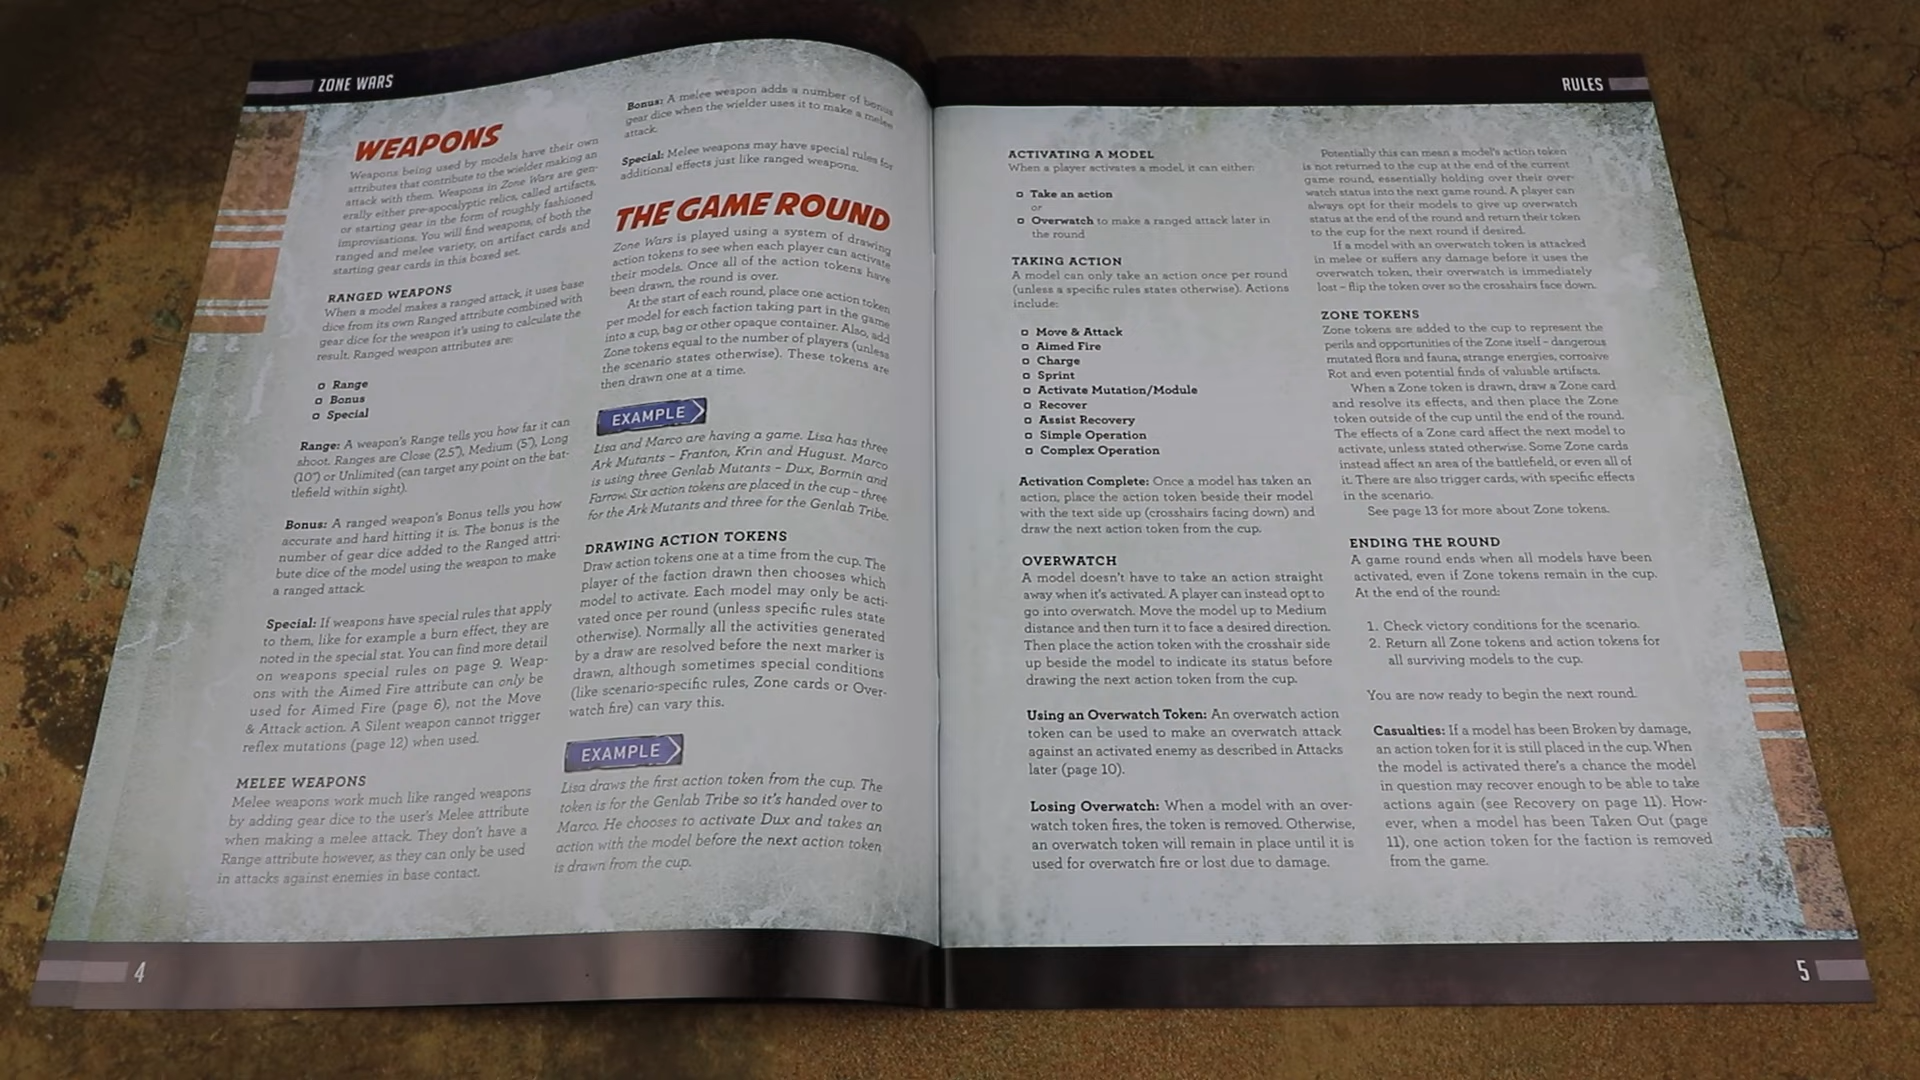 ZONE WARS
WEAPONS
Weapons being used by models have their own
attributes that contribute to the wielder making an
attack with them. Weapons in Zone Wars are gen-
erally either pre-apocalyptic relics, called artifacts,
or starting gear in the form of roughly fashioned
improvisations. You will find weapons, of both the
ranged and melee variety, on artifact cards and
starting gear cards in this boxed set.
RANGED WEAPONS
When a model makes a ranged attack, it uses base
dice from its own Ranged attribute combined with
gear dice for the weapon it's using to calculate the
result. Ranged weapon attributes are:
Range
Bonus
Special
Range: A weapon's Range tells you how far it can
shoot. Ranges are Close (2.5"), Medium (5"), Long
(10") or Unlimited (can target any point on the bat-
tlefield within sight).
Bonus: A ranged weapon's Bonus tells you how
accurate and hard hitting it is. The bonus is the
number of gear dice added to the Ranged attri-
bute dice of the model using the weapon to make
a ranged attack.
Special: If weapons have special rules that apply
to them, like for example a burn effect, they are
noted in the special stat. You can find more detail
on weapons special rules on page 9. Weap-
ons with the Aimed Fire attribute can only be
used for Aimed Fire (page 6), not the Move
& Attack action. A Silent weapon cannot trigger
reflex mutations (page 12) when used.
MELEE WEAPONS
Melee weapons work much like ranged weapons
by adding gear dice to the user's Melee attribute
when making a melee attack. They don't have a
Range attribute however, as they can only be used
in attacks against enemies in base contact.
Bonus: A melee weapon adds a number of bonus
gear dice when the wielder uses it to make a melee
attack.
Special: Melee weapons may have special rules for
additional effects just like ranged weapons.
THE GAME ROUND
Zone Wars is played using a system of drawing
action tokens to see when each player can activate
their models. Once all of the action tokens have
been drawn, the round is over.
At the start of each round, place one action token
per model for each faction taking part in the game
into a cup, bag or other opaque container. Also, add
Zone tokens equal to the number of players (unless
the scenario states otherwise). These tokens are
then drawn one at a time.
EXAMPLE
Lisa and Marco are having a game. Lisa has three
Ark Mutants – Franton, Krin and Hugust. Marco
is using three Genlab Mutants – Dux, Bormin and
Farrow. Six action tokens are placed in the cup – three
for the Ark Mutants and three for the Genlab Tribe.
DRAWING ACTION TOKENS
Draw action tokens one at a time from the cup. The
player of the faction drawn then chooses which
model to activate. Each model may only be acti-
vated once per round (unless specific rules state
otherwise). Normally all the activities generated
by a draw are resolved before the next marker is
drawn, although sometimes special conditions
(like scenario-specific rules, Zone cards or Over-
watch fire) can vary this.
EXAMPLE
Lisa draws the first action token from the cup. The
token is for the Genlab Tribe so it's handed over to
Marco. He chooses to activate Dux and takes an
action with the model before the next action token
is drawn from the cup.
4
RULES
ACTIVATING A MODEL
When a player activates a model, it can either:
Take an action
or
Overwatch to make a ranged attack later in
the round
TAKING ACTION
A model can only take an action once per round
(unless a specific rules states otherwise). Actions
include:
Move & Attack
Aimed Fire
Charge
Sprint
Activate Mutation/Module
Recover
Assist Recovery
Simple Operation
Complex Operation
Activation Complete: Once a model has taken an
action, place the action token beside their model
with the text side up (crosshairs facing down) and
draw the next action token from the cup.
OVERWATCH
A model doesn't have to take an action straight
away when it's activated. A player can instead opt to
go into overwatch. Move the model up to Medium
distance and then turn it to face a desired direction.
Then place the action token with the crosshair side
up beside the model to indicate its status before
drawing the next action token from the cup.
Using an Overwatch Token: An overwatch action
token can be used to make an overwatch attack
against an activated enemy as described in Attacks
later (page 10).
Losing Overwatch: When a model with an over-
watch token fires, the token is removed. Otherwise,
an overwatch token will remain in place until it is
used for overwatch fire or lost due to damage.
Potentially this can mean a model's action token
is not returned to the cup at the end of the current
game round, essentially holding over their over-
watch status into the next game round. A player can
always opt for their models to give up overwatch
status at the end of the round and return their token
to the cup for the next round if desired.
If a model with an overwatch token is attacked
in melee or suffers any damage before it uses the
overwatch token, their overwatch is immediately
lost – flip the token over so the crosshairs face down.
ZONE TOKENS
Zone tokens are added to the cup to represent the
perils and opportunities of the Zone itself – dangerous
mutated flora and fauna, strange energies, corrosive
Rot and even potential finds of valuable artifacts.
When a Zone token is drawn, draw a Zone card
and resolve its effects, and then place the Zone
token outside of the cup until the end of the round.
The effects of a Zone card affect the next model to
activate, unless stated otherwise. Some Zone cards
instead affect an area of the battlefield, or even all of
it. There are also trigger cards, with specific effects
in the scenario.
See page 13 for more about Zone tokens.
ENDING THE ROUND
A game round ends when all models have been
activated, even if Zone tokens remain in the cup.
At the end of the round:
1. Check victory conditions for the scenario.
2. Return all Zone tokens and action tokens for
all surviving models to the cup.
You are now ready to begin the next round.
Casualties: If a model has been Broken by damage,
an action token for it is still placed in the cup. When
the model is activated there's a chance the model
in question may recover enough to be able to take
actions again (see Recovery on page 11). How-
ever, when a model has been Taken Out (page
11), one action token for the faction is removed
from the game.
5